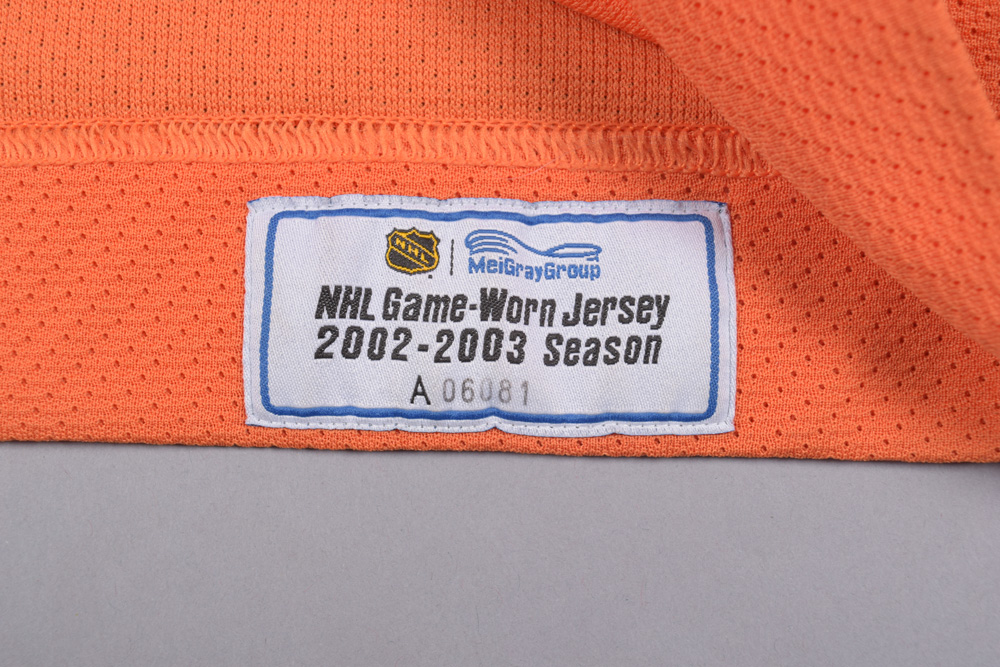 NHL | MeiGrayGroup
NHL Game-Worn Jersey
2002-2003 Season
A 06081